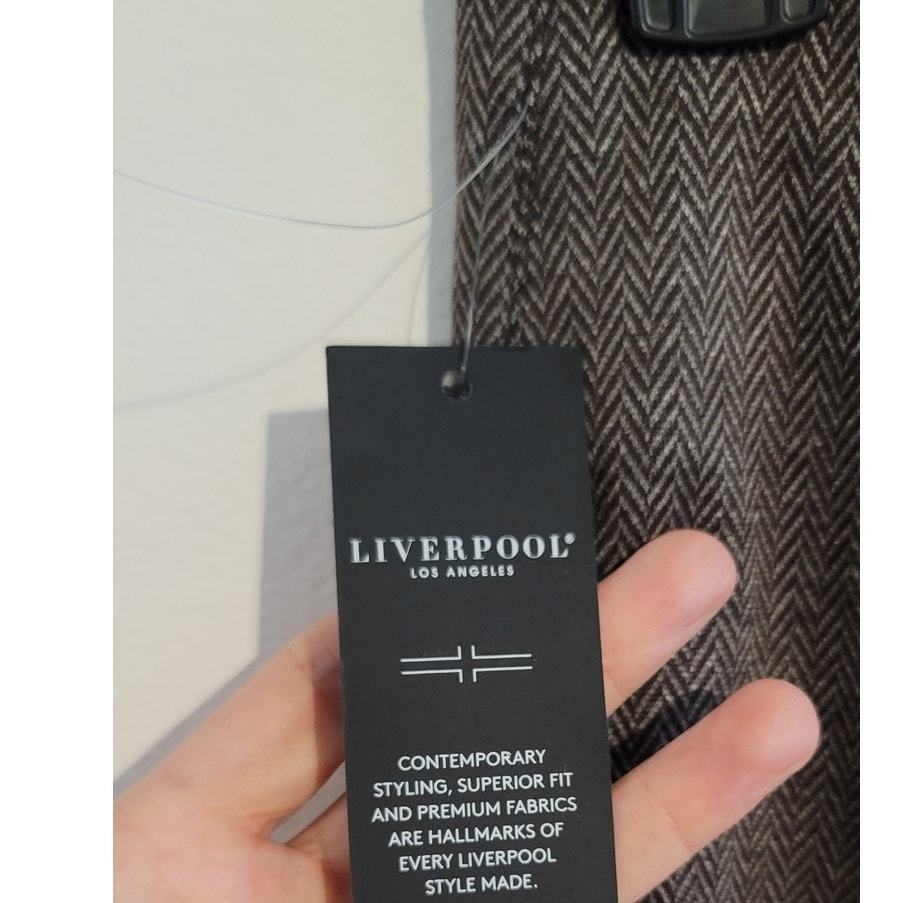 LIVERPOOL®
LOS ANGELES
CONTEMPORARY
STYLING, SUPERIOR FIT
AND PREMIUM FABRICS
ARE HALLMARKS OF
EVERY LIVERPOOL
STYLE MADE.